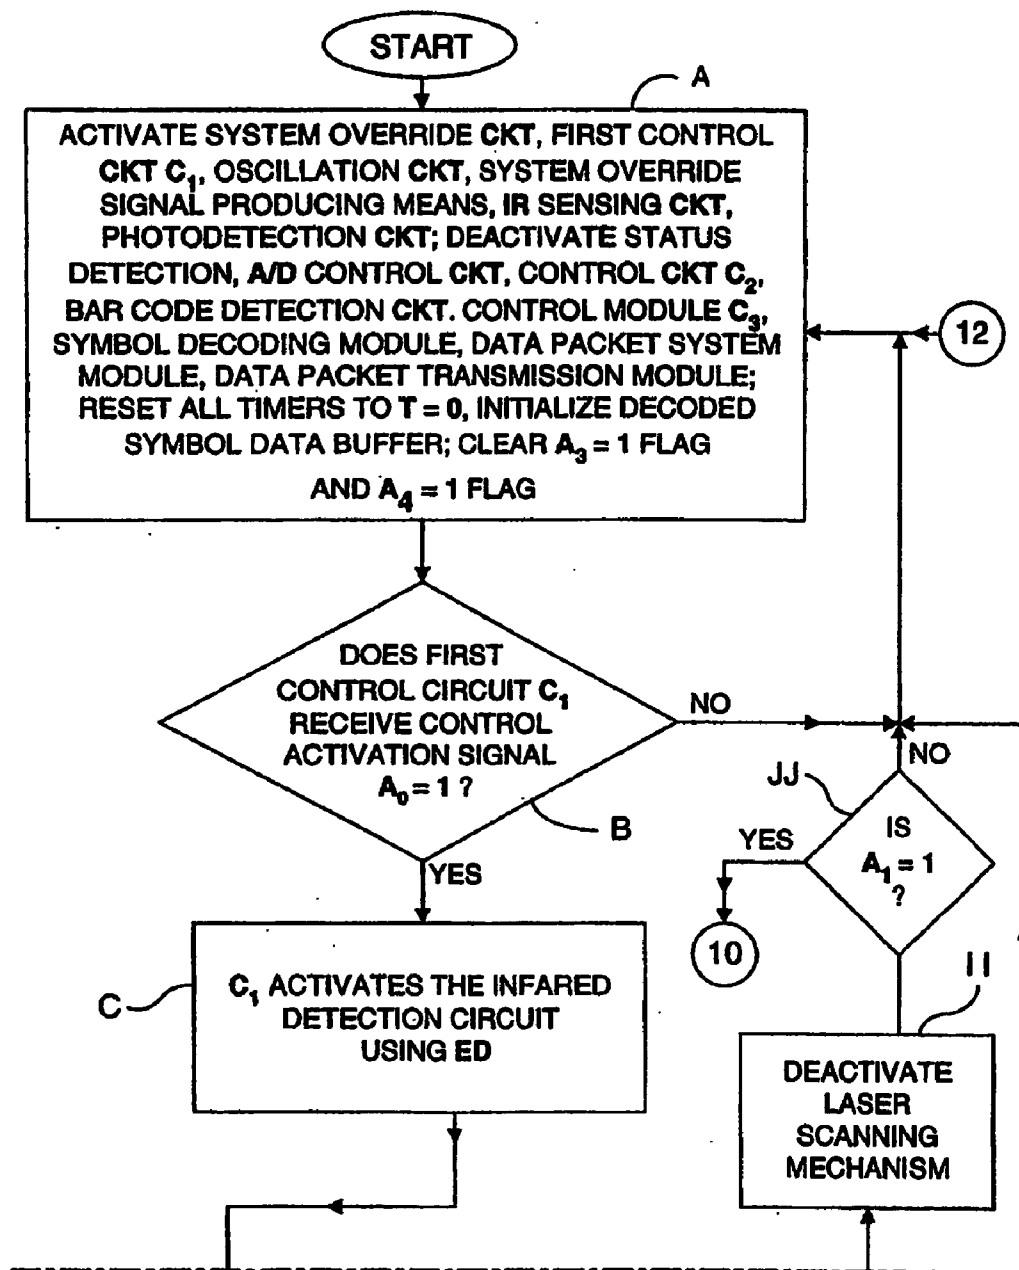 START
A
ACTIVATE SYSTEM OVERRIDE CKT, FIRST CONTROL
CKT C₁, OSCILLATION CKT, SYSTEM OVERRIDE
SIGNAL PRODUCING MEANS, IR SENSING CKT,
PHOTODETECTION CKT; DEACTIVATE STATUS
DETECTION, A/D CONTROL CKT, CONTROL CKT C₂,
BAR CODE DETECTION CKT. CONTROL MODULE C₃,
SYMBOL DECODING MODULE, DATA PACKET SYSTEM
MODULE, DATA PACKET TRANSMISSION MODULE;
RESET ALL TIMERS TO T = 0, INITIALIZE DECODED
SYMBOL DATA BUFFER; CLEAR A₃ = 1 FLAG
AND A₄ = 1 FLAG
12
DOES FIRST
CONTROL CIRCUIT C₁
RECEIVE CONTROL
ACTIVATION SIGNAL
A₀ = 1 ?
NO
B
YES
NO
JJ
IS
A₁ = 1
?
YES
10
C
C₁ ACTIVATES THE INFARED
DETECTION CIRCUIT
USING ED
II
DEACTIVATE
LASER
SCANNING
MECHANISM